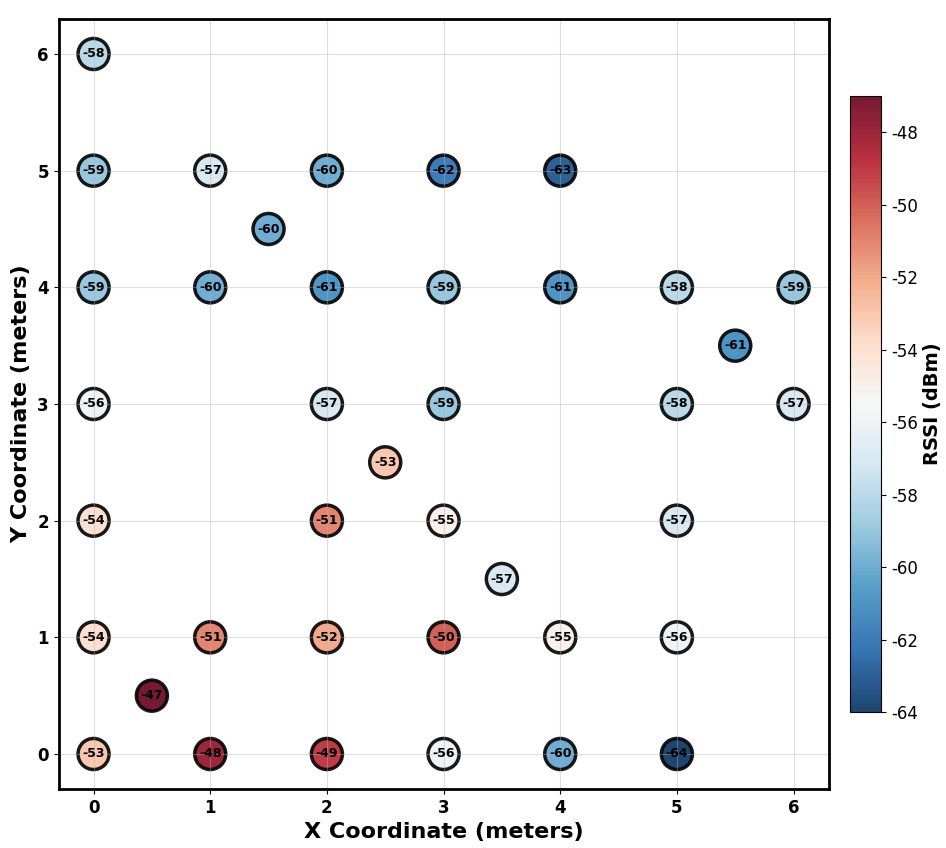 6
-58
5
-59 -57 -60 -62 -63
-60
4
-59 -60 -61 -59 -61 -58 -59
-61
3
-56 -57 -59 -58 -57
-53
2
-54 -51 -55 -57
-57
1
-54 -51 -52 -50 -55 -56
-47
0
-53 -48 -49 -56 -60 -64
0 1 2 3 4 5 6
X Coordinate (meters)
Y Coordinate (meters)
-48
-50
-52
-54
-56
-58
-60
-62
-64
RSSI (dBm)